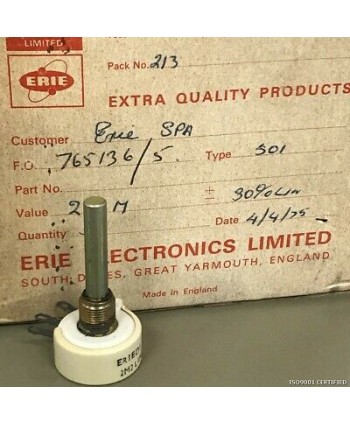 LIMITED
ERIE
Pack No. 213
EXTRA QUALITY PRODUCTS
Customer Erie SPA
F.O. 765136/5. Type 501
Part No.
Value 2 M ± 30% LIN
Quantity Date 4/4/75
ERIE ELECTRONICS LIMITED
SOUTH GREAT YARMOUTH, ENGLAND
Made in England
ERIE
2M2
ISO9001 CERTIFIED